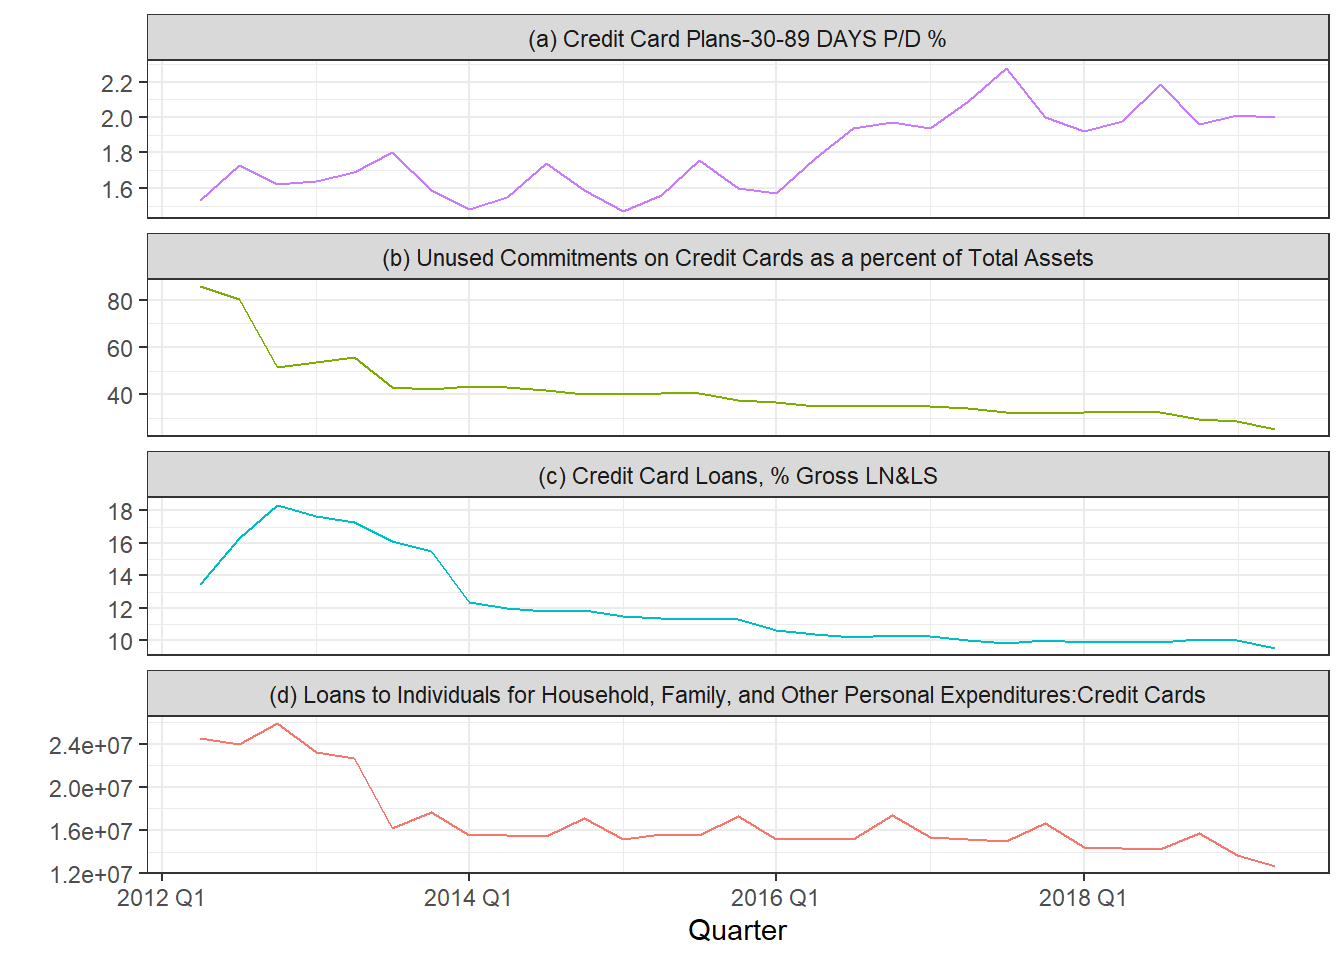 (a) Credit Card Plans-30-89 DAYS P/D %
2.2
2.0
1.8
1.6
(b) Unused Commitments on Credit Cards as a percent of Total Assets
80
60
40
(c) Credit Card Loans, % Gross LN&LS
18
16
14
12
10
(d) Loans to Individuals for Household, Family, and Other Personal Expenditures:Credit Cards
2.4e+07
2.0e+07
1.6e+07
1.2e+07
2012 Q1 2014 Q1 2016 Q1 2018 Q1
Quarter